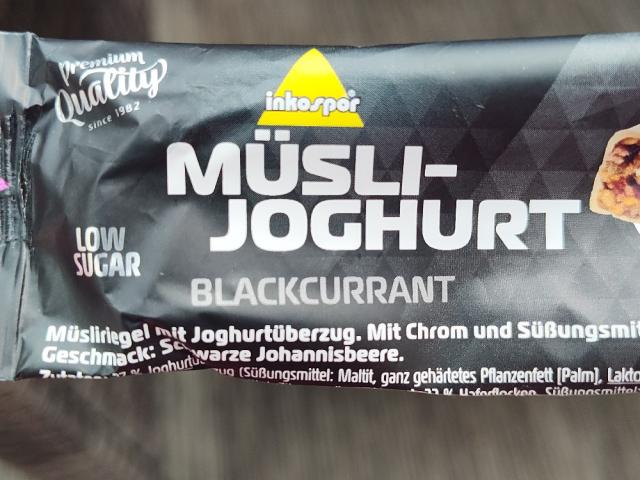 Premium
Quality
since 1982
inkospor
MÜSLI-
JOGHURT
LOW
SUGAR
BLACKCURRANT
Müsliriegel mit Joghurtüberzug. Mit Chrom und Süßungsmit
Geschmack: Schwarze Johannisbeere.
(Süßungsmittel: Maltit, ganz gehärtetes Pflanzenfett [Palm], Lakto
Haferflocken, Süßungsmittel: